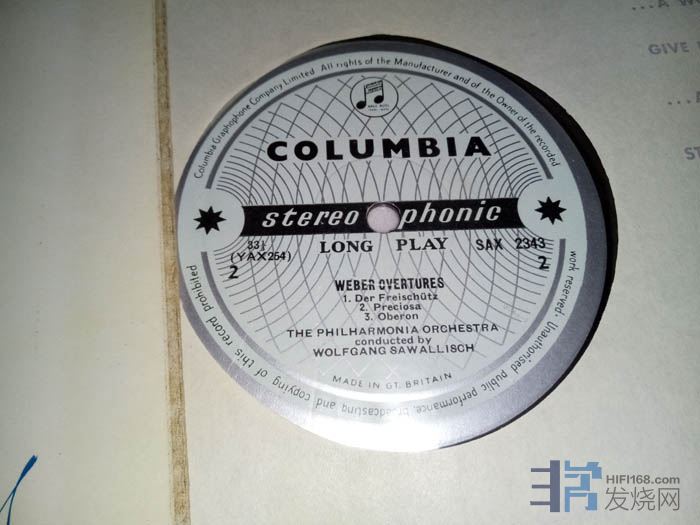 ...A W
GIVE
...A
ST
Columbia Graphophone Company Limited. All rights of the Manufacturer and of the Owner of the recorded
work reserved. Unauthorised public performance, broadcasting and copying of this record prohibited
COLUMBIA
stereo phonic
33⅓ LONG PLAY SAX 2343
(YAX254)
2 2
WEBER OVERTURES
1. Der Freischütz
2. Preciosa
3. Oberon
THE PHILHARMONIA ORCHESTRA
conducted by
WOLFGANG SAWALLISCH
MADE IN GT. BRITAIN
HIFI168.com
发烧网